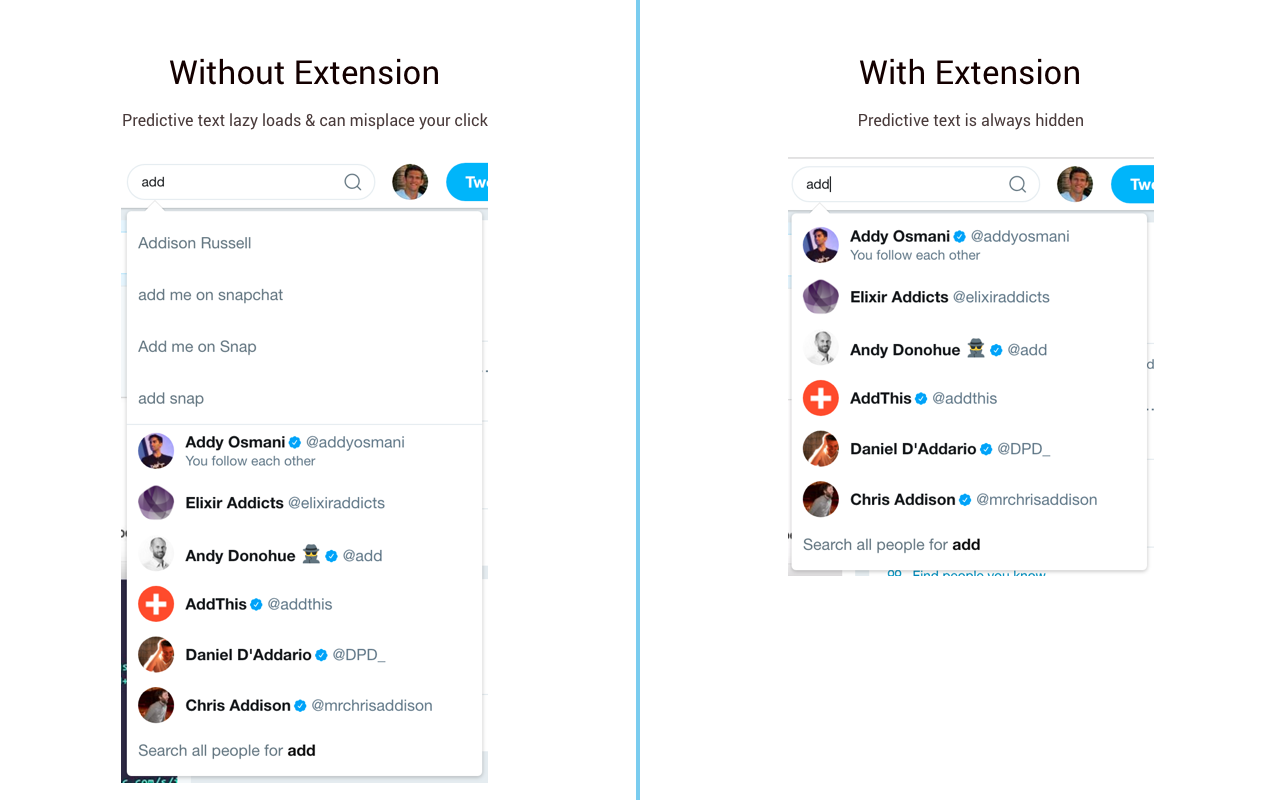 Without Extension
Predictive text lazy loads & can misplace your click
add
Addison Russell
add me on snapchat
Add me on Snap
add snap
Addy Osmani @addyosmani
You follow each other
Elixir Addicts @elixiraddicts
Andy Donohue @add
AddThis @addthis
Daniel D'Addario @DPD_
Chris Addison @mrchrisaddison
Search all people for add
With Extension
Predictive text is always hidden
add
Addy Osmani @addyosmani
You follow each other
Elixir Addicts @elixiraddicts
Andy Donohue @add
AddThis @addthis
Daniel D'Addario @DPD_
Chris Addison @mrchrisaddison
Search all people for add
Find people you know